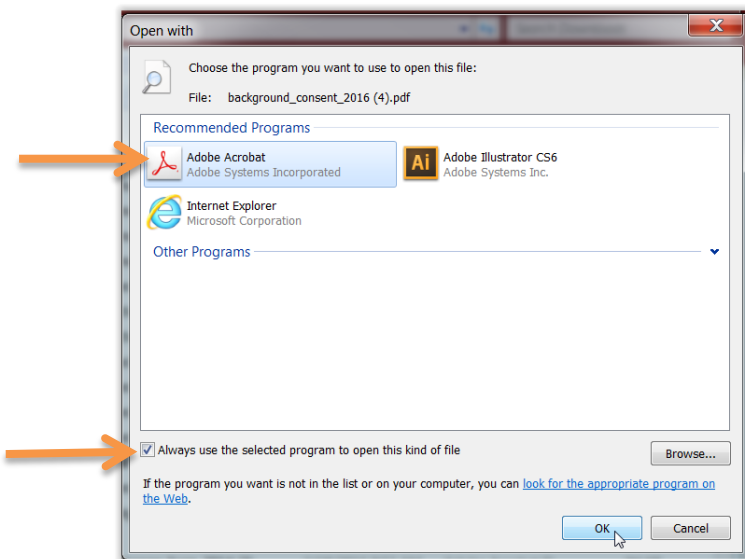 Open with
Choose the program you want to use to open this file:
File: background_consent_2016 (4).pdf
Recommended Programs
Adobe Acrobat
Adobe Systems Incorporated
Ai
Adobe Illustrator CS6
Adobe Systems Inc.
Internet Explorer
Microsoft Corporation
Other Programs
Always use the selected program to open this kind of file
Browse...
If the program you want is not in the list or on your computer, you can look for the appropriate program on
the Web.
OK
Cancel